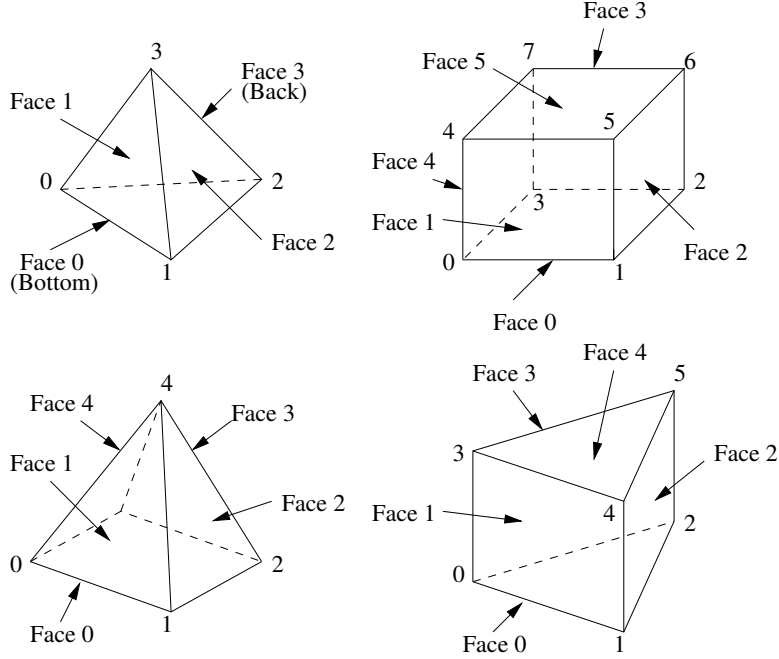 3
Face 3
(Back)
Face 1
0
2
Face 2
Face 0
(Bottom)
1
Face 3
7
6
Face 5
5
4
Face 4
2
3
Face 1
Face 2
0
1
Face 0
4
Face 4
Face 3
Face 1
Face 2
0
2
1
Face 0
Face 4
Face 3
5
3
Face 2
Face 1
4
2
0
Face 0
1